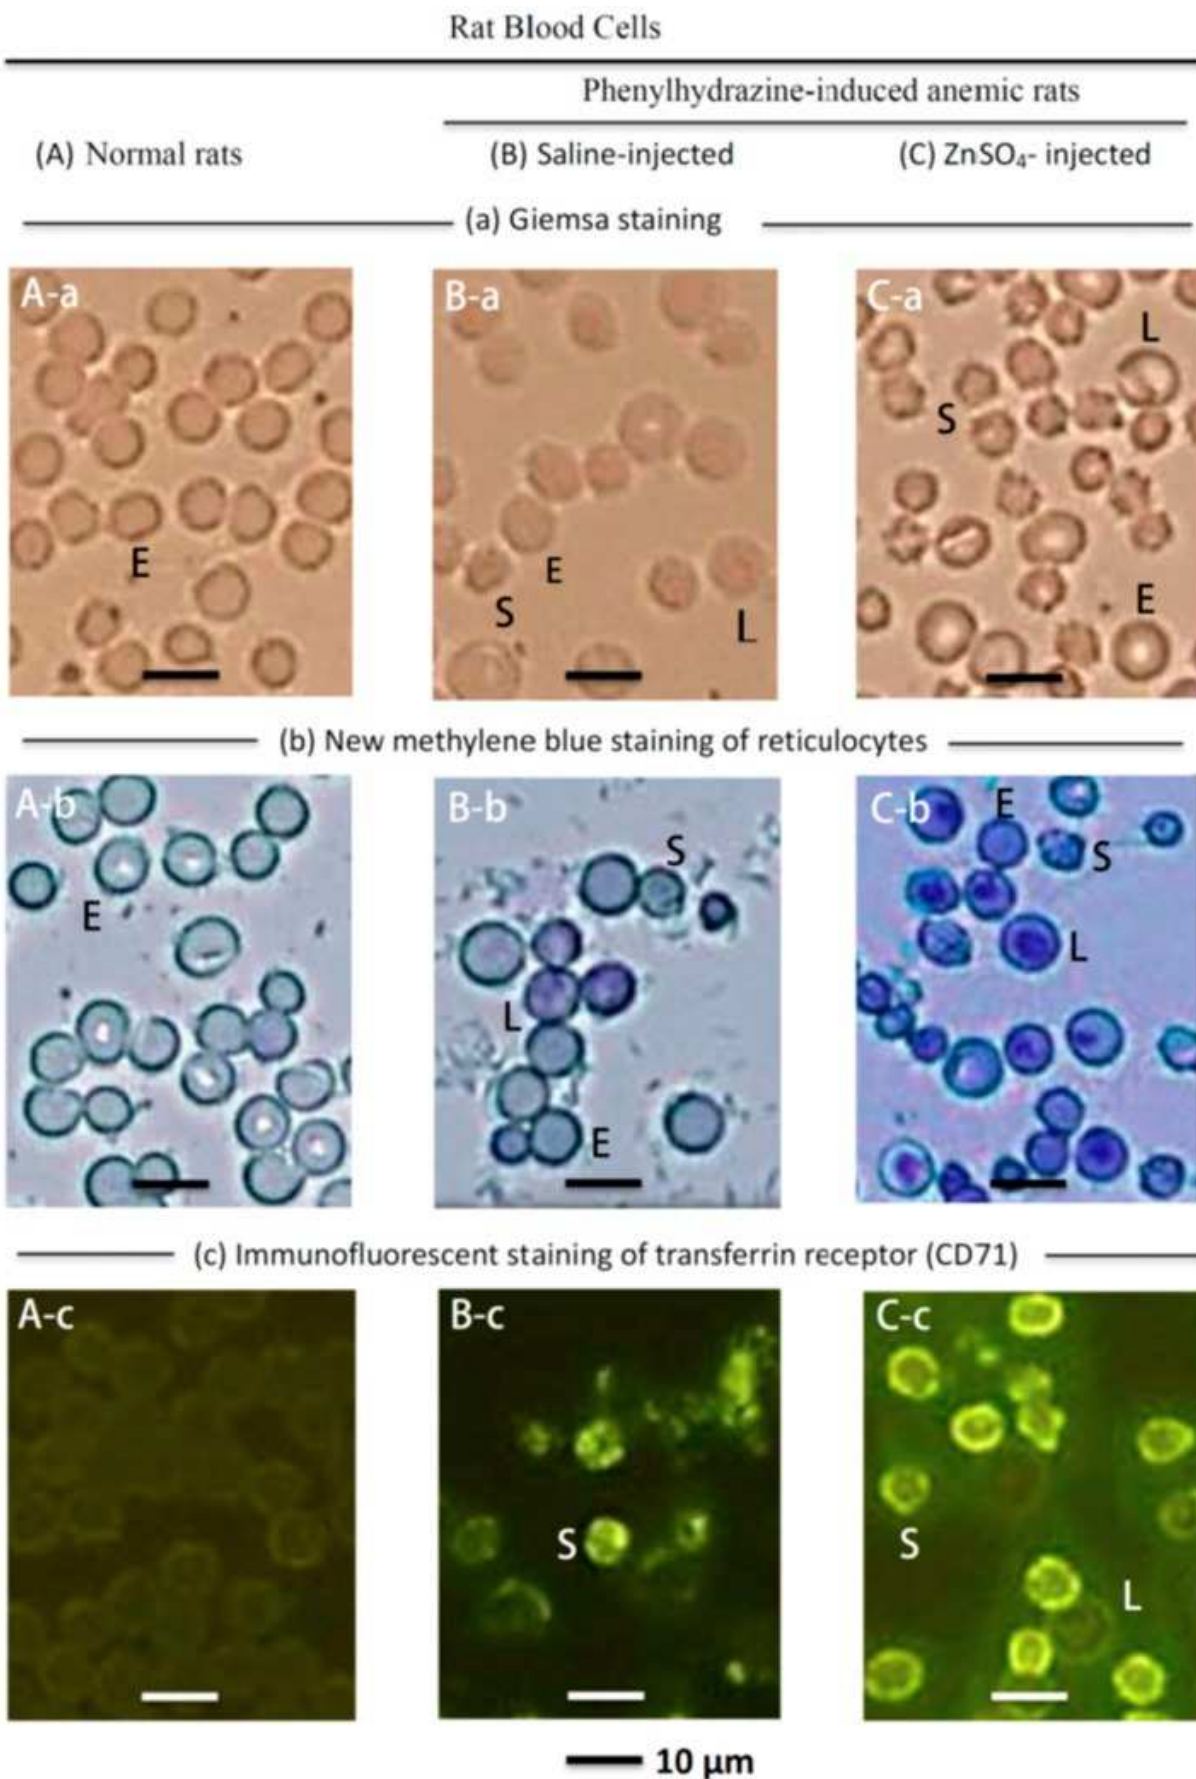 Rat Blood Cells
Phenylhydrazine-induced anemic rats
(A) Normal rats (B) Saline-injected (C) ZnSO₄- injected
(a) Giemsa staining
A-a B-a C-a
L
S
E E
S L E
(b) New methylene blue staining of reticulocytes
A-b B-b C-b
E
S S
E
L
L
E
(c) Immunofluorescent staining of transferrin receptor (CD71)
A-c B-c C-c
S S
L
10 µm